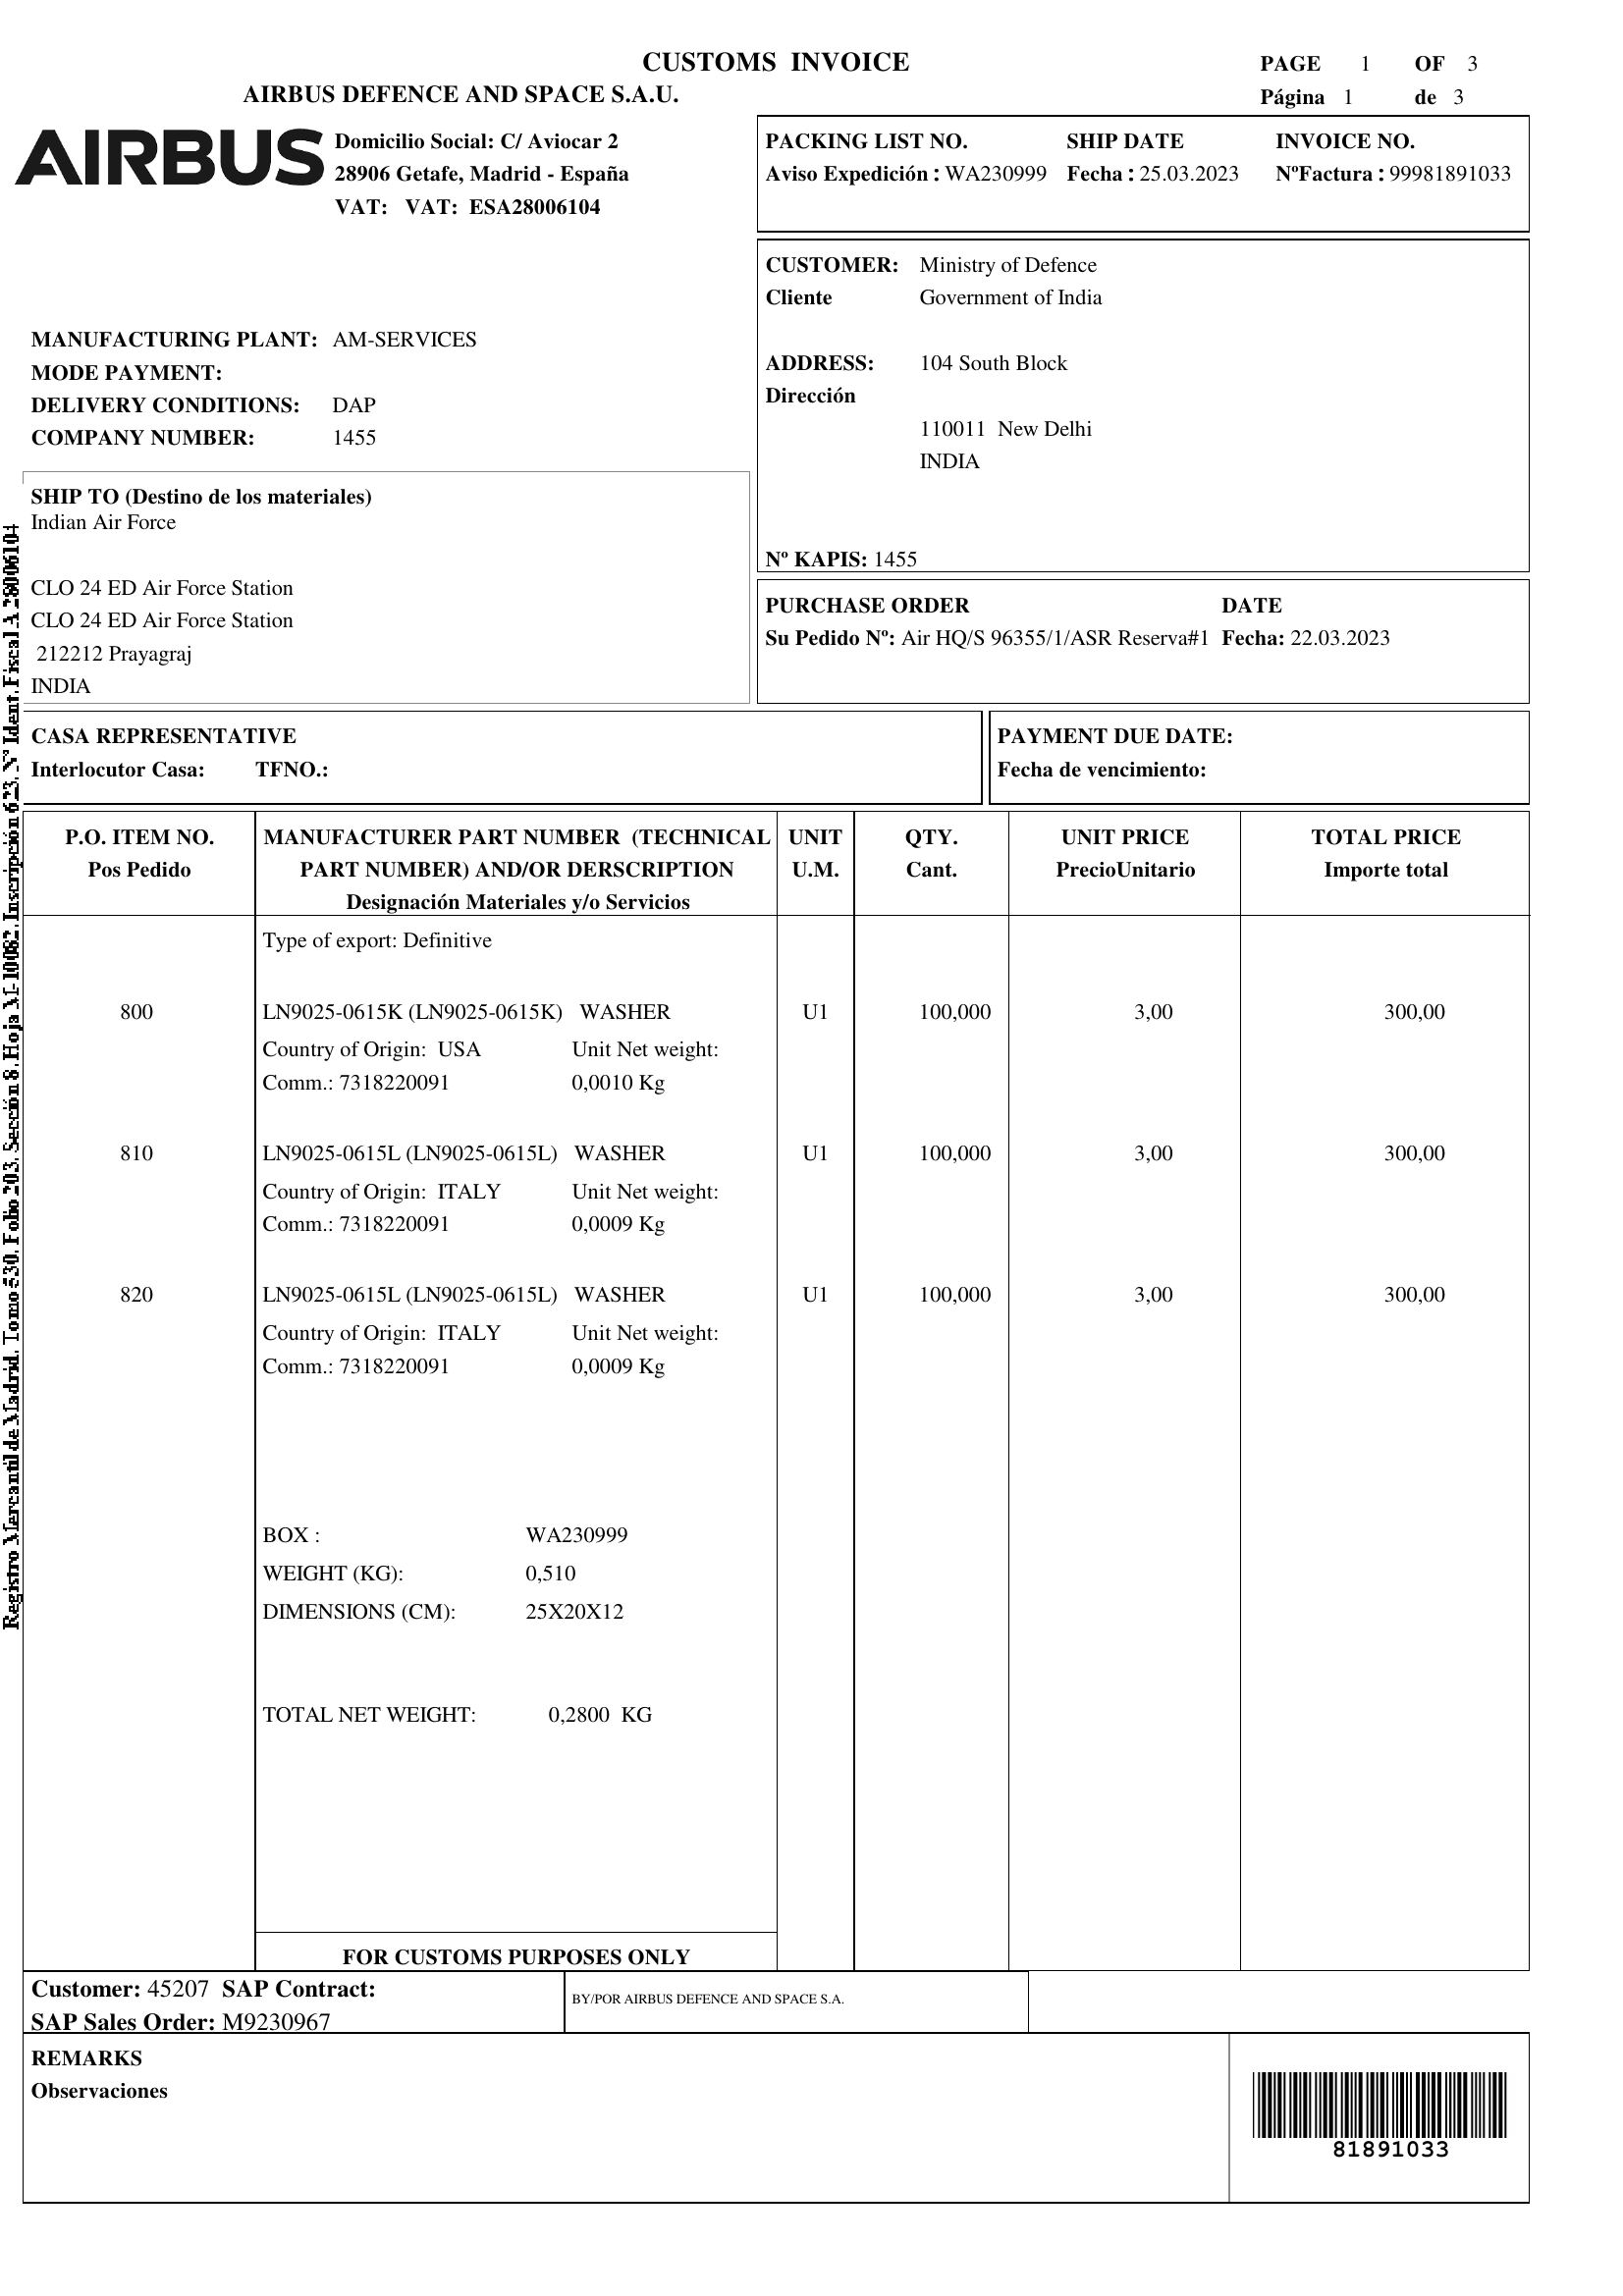 CUSTOMS INVOICE
PAGE 1 OF 3
AIRBUS DEFENCE AND SPACE S.A.U.
Página 1 de 3
AIRBUS
Domicilio Social: C/ Aviocar 2
28906 Getafe, Madrid - España
VAT: VAT: ESA28006104
PACKING LIST NO. SHIP DATE INVOICE NO.
Aviso Expedición : WA230999 Fecha : 25.03.2023 NºFactura : 99981891033
CUSTOMER: Ministry of Defence
Cliente Government of India
ADDRESS: 104 South Block
Dirección
110011 New Delhi
INDIA
Nº KAPIS: 1455
MANUFACTURING PLANT: AM-SERVICES
MODE PAYMENT:
DELIVERY CONDITIONS: DAP
COMPANY NUMBER: 1455
SHIP TO (Destino de los materiales)
Indian Air Force
CLO 24 ED Air Force Station
CLO 24 ED Air Force Station
212212 Prayagraj
INDIA
PURCHASE ORDER DATE
Su Pedido Nº: Air HQ/S 96355/1/ASR Reserva#1 Fecha: 22.03.2023
CASA REPRESENTATIVE
Interlocutor Casa: TFNO.:
PAYMENT DUE DATE:
Fecha de vencimiento:
P.O. ITEM NO. MANUFACTURER PART NUMBER (TECHNICAL UNIT QTY. UNIT PRICE TOTAL PRICE
Pos Pedido PART NUMBER) AND/OR DERSCRIPTION U.M. Cant. PrecioUnitario Importe total
Designación Materiales y/o Servicios
Type of export: Definitive
800 LN9025-0615K (LN9025-0615K) WASHER U1 100,000 3,00 300,00
Country of Origin: USA Unit Net weight:
Comm.: 7318220091 0,0010 Kg
810 LN9025-0615L (LN9025-0615L) WASHER U1 100,000 3,00 300,00
Country of Origin: ITALY Unit Net weight:
Comm.: 7318220091 0,0009 Kg
820 LN9025-0615L (LN9025-0615L) WASHER U1 100,000 3,00 300,00
Country of Origin: ITALY Unit Net weight:
Comm.: 7318220091 0,0009 Kg
BOX : WA230999
WEIGHT (KG): 0,510
DIMENSIONS (CM): 25X20X12
TOTAL NET WEIGHT: 0,2800 KG
FOR CUSTOMS PURPOSES ONLY
Customer: 45207 SAP Contract:
SAP Sales Order: M9230967
BY/POR AIRBUS DEFENCE AND SPACE S.A.
REMARKS
Observaciones
81891033
Registro Mercantil de Madrid, Tomo 530, Folio 203, Sección 8, Hoja M-10082, Inscripción 623, Nº Ident. Fiscal A 28006104